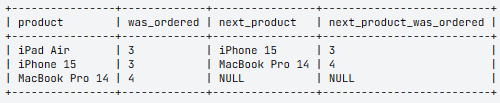 +---------------+-------------+----------------+--------------------------+
| product       | was_ordered | next_product   | next_product_was_ordered |
+---------------+-------------+----------------+--------------------------+
| iPad Air      | 3           | iPhone 15      | 3                        |
| iPhone 15     | 3           | MacBook Pro 14 | 4                        |
| MacBook Pro 14 | 4           | NULL           | NULL                     |
+---------------+-------------+----------------+--------------------------+